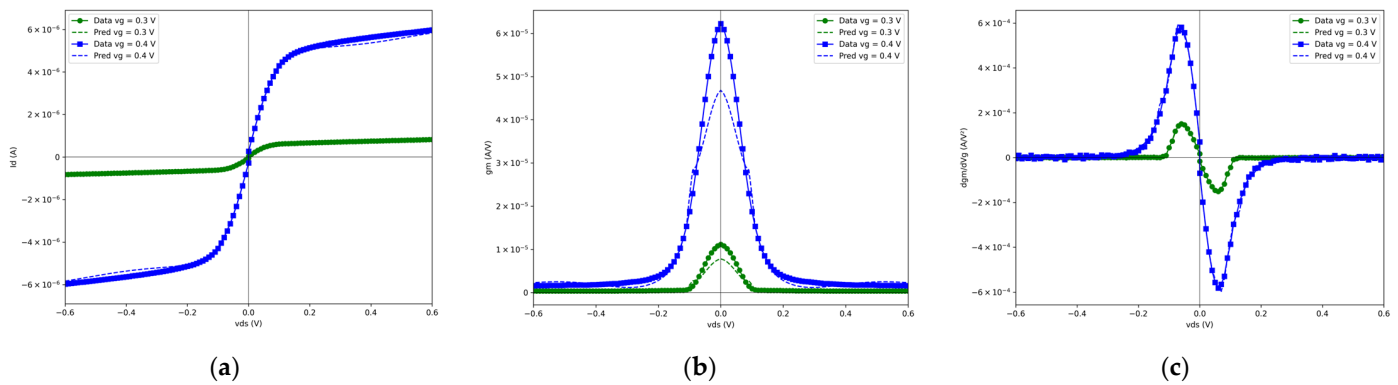 Data vg = 0.3 V
Pred vg = 0.3 V
Data vg = 0.4 V
Pred vg = 0.4 V
6 × 10⁻⁶
4 × 10⁻⁶
2 × 10⁻⁶
0
−2 × 10⁻⁶
−4 × 10⁻⁶
−6 × 10⁻⁶
Id (A)
−0.6 −0.4 −0.2 0.0 0.2 0.4 0.6
vds (V)
(a)
Data vg = 0.3 V
Pred vg = 0.3 V
Data vg = 0.4 V
Pred vg = 0.4 V
6 × 10⁻⁵
5 × 10⁻⁵
4 × 10⁻⁵
3 × 10⁻⁵
2 × 10⁻⁵
1 × 10⁻⁵
0
gm (A/V)
−0.6 −0.4 −0.2 0.0 0.2 0.4 0.6
vds (V)
(b)
Data vg = 0.3 V
Pred vg = 0.3 V
Data vg = 0.4 V
Pred vg = 0.4 V
6 × 10⁻⁴
4 × 10⁻⁴
2 × 10⁻⁴
0
−2 × 10⁻⁴
−4 × 10⁻⁴
−6 × 10⁻⁴
dgm/dVg (A/V²)
−0.6 −0.4 −0.2 0.0 0.2 0.4 0.6
vds (V)
(c)